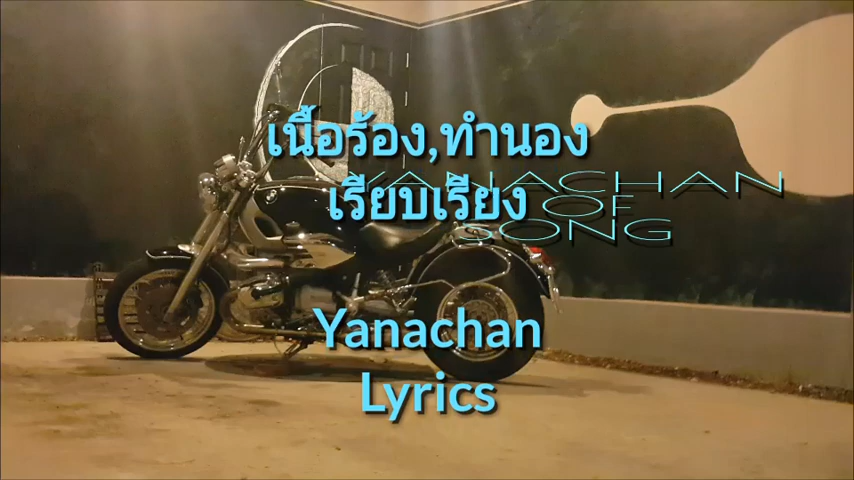 เนื้อร้อง,ทำนอง
เรียบเรียง
YANACHAN
OF
SONG
Yanachan
Lyrics